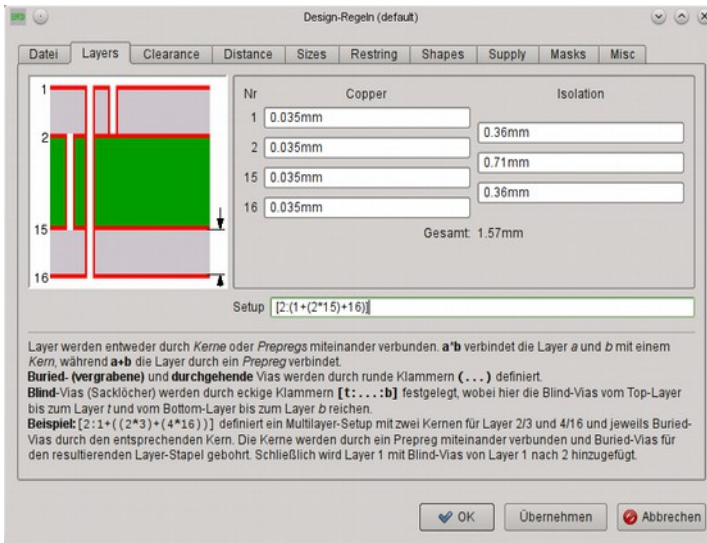 Design-Regeln (default)
Datei Layers Clearance Distance Sizes Restring Shapes Supply Masks Misc
Nr Copper Isolation
1 1 0.035mm
0.36mm
2 2 0.035mm
0.71mm
15 0.035mm
0.36mm
15 16 0.035mm
Gesamt: 1.57mm
16
Setup [2:(1+(2*15)+16)]
Layer werden entweder durch Kerne oder Prepregs miteinander verbunden. a*b verbindet die Layer a und b mit einem
Kern, während a+b die Layer durch ein Prepreg verbindet.
Buried- (vergrabene) und durchgehende Vias werden durch runde Klammern (...) definiert.
Blind-Vias (Sacklöcher) werden durch eckige Klammern [t:...:b] festgelegt, wobei hier die Blind-Vias vom Top-Layer
bis zum Layer t und vom Bottom-Layer bis zum Layer b reichen.
Beispiel: [2:1+((2*3)+(4*16))] definiert ein Multilayer-Setup mit zwei Kernen für Layer 2/3 und 4/16 und jeweils Buried-
Vias durch den entsprechenden Kern. Die Kerne werden durch ein Prepreg miteinander verbunden und Buried-Vias für
den resultierenden Layer-Stapel gebohrt. Schließlich wird Layer 1 mit Blind-Vias von Layer 1 nach 2 hinzugefügt.
OK Übernehmen Abbrechen